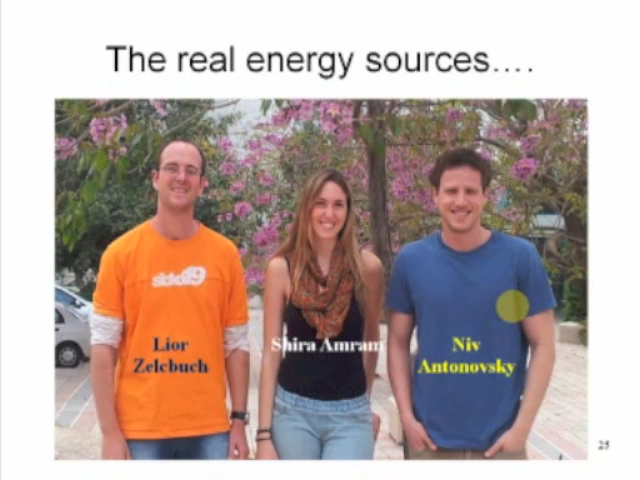 The real energy sources….
Lior
Zelcbuch
Shira Amram
Niv
Antonovsky
25